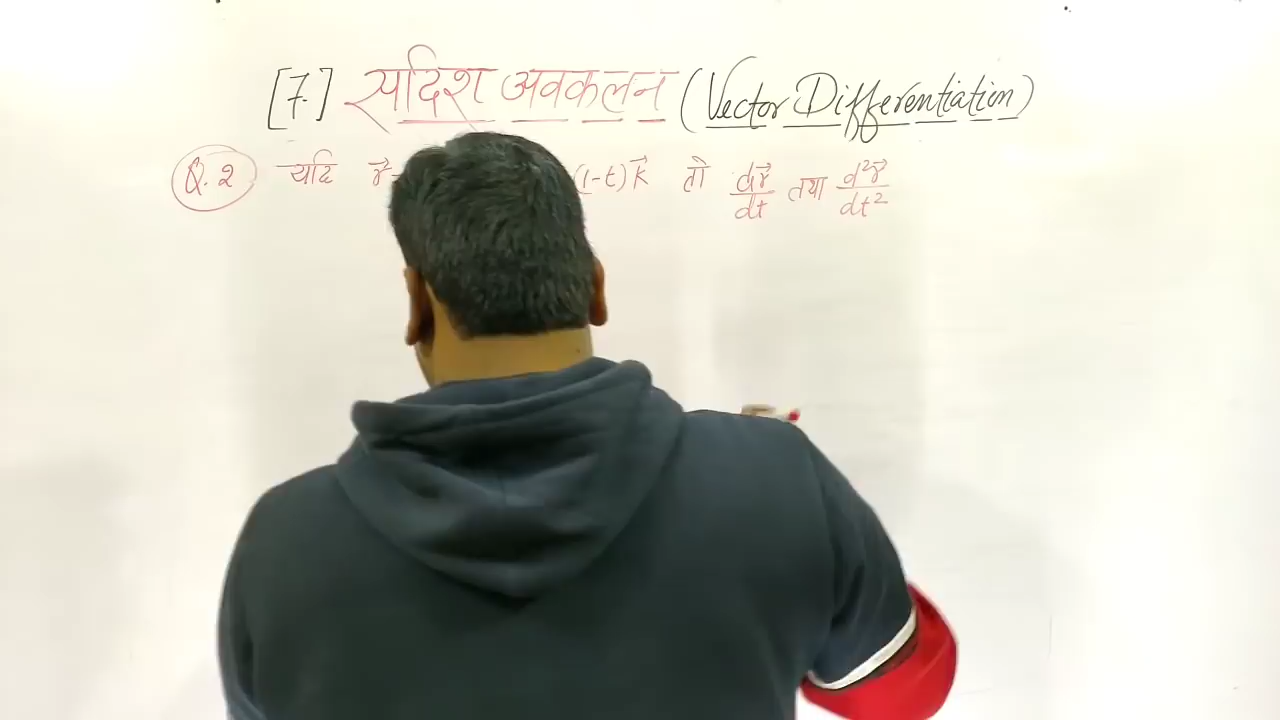 [7.] सदिश अवकलन (Vector Differentiation)
Q.2 यदि r⃗ (1-t)k⃗ तो dr⃗/dt तथा d²r⃗/dt²